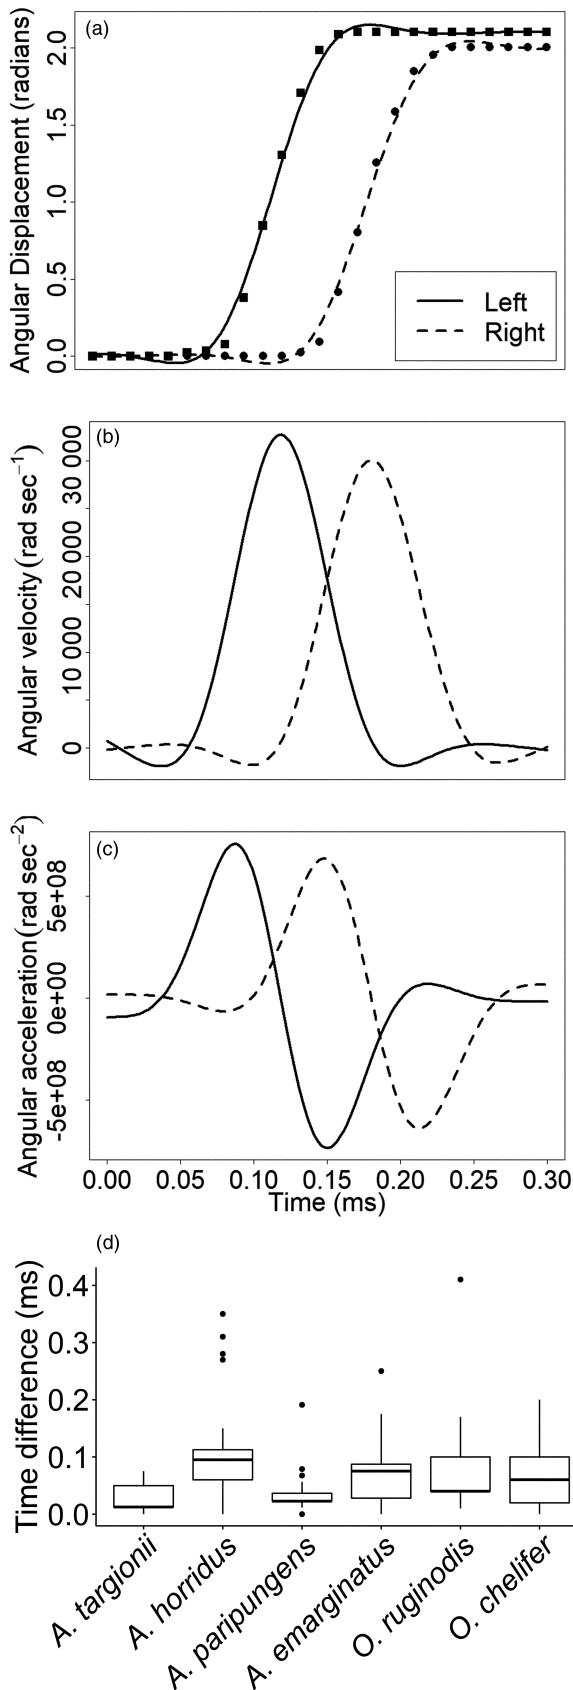 (a)
Angular Displacement (radians)
2.0
1.5
1.0
0.5
0.0
Left
Right
(b)
Angular velocity (rad sec−1)
30 000
20 000
10 000
0
(c)
Angular acceleration (rad sec−2)
5e+08
0e+00
-5e+08
0.00 0.05 0.10 0.15 0.20 0.25 0.30
Time (ms)
(d)
Time difference (ms)
0.4
0.3
0.2
0.1
0.0
A. targionii
A. horridus
A. paripungens
A. emarginatus
O. ruginodis
O. chelifer